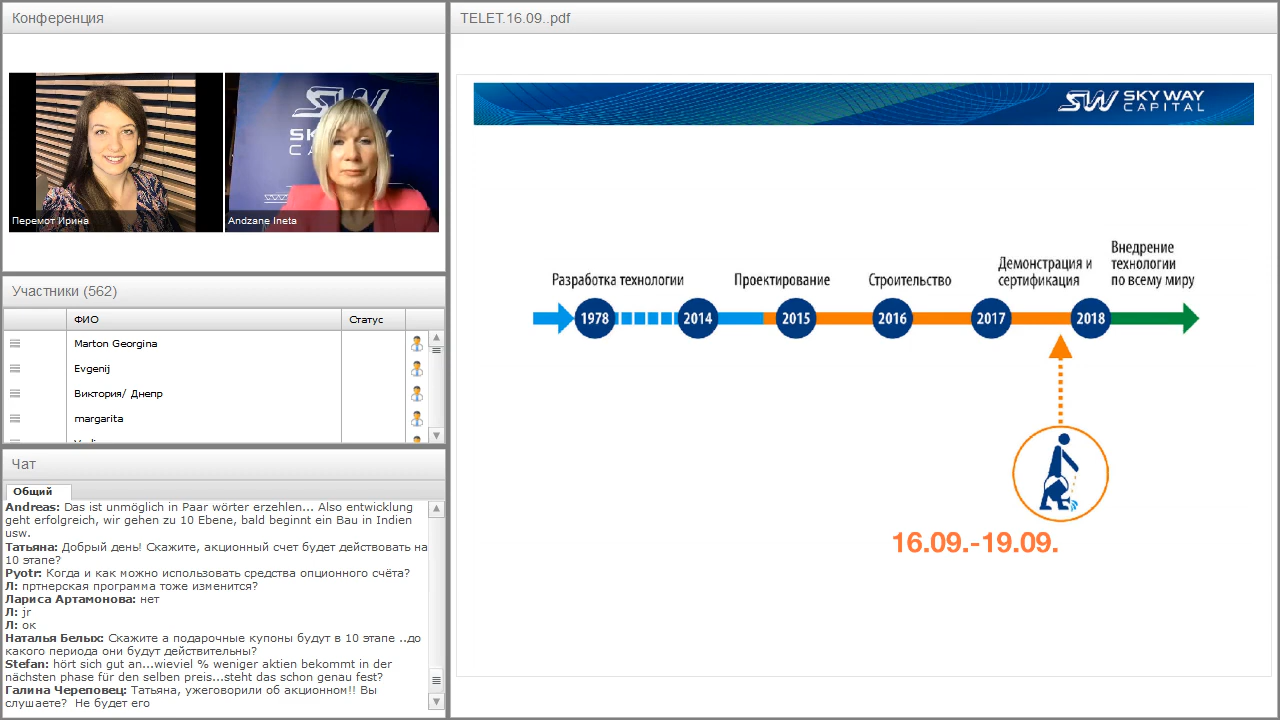 Конференция
Перемот Ирина
SKYWAY
C
L
Andzane Ineta
Участники (562)
ФИО
Статус
Marton Georgina
Evgenij
Виктория/ Днепр
margarita
Чат
Общий
Andreas: Das ist unmöglich in Paar wörter erzehlen... Also entwicklung
geht erfolgreich, wir gehen zu 10 Ebene, bald beginnt ein Bau in Indien
usw.
Татьяна: Добрый день! Скажите, акционный счет будет действовать на
10 этапе?
Pyotr: Когда и как можно использовать средства опционного счёта?
Л: пртнерская программа тоже изменится?
Лариса Артамонова: нет
Л: jr
Л: ок
Наталья Белых: Скажите а подарочные купоны будут в 10 этапе ..до
какого периода они будут действительны?
Stefan: hört sich gut an...wieviel % weniger aktien bekommt in der
nächsten phase für den selben preis...steht das schon genau fest?
Галина Череповец: Татьяна, ужеговорили об акционном!! Вы
слушаете? Не будет его
TELET.16.09..pdf
SW SKY WAY
CAPITAL
Разработка технологии
Проектирование
Строительство
Демонстрация и
сертификация
Внедрение
технологии
по всему миру
1978
2014
2015
2016
2017
2018
16.09.-19.09.